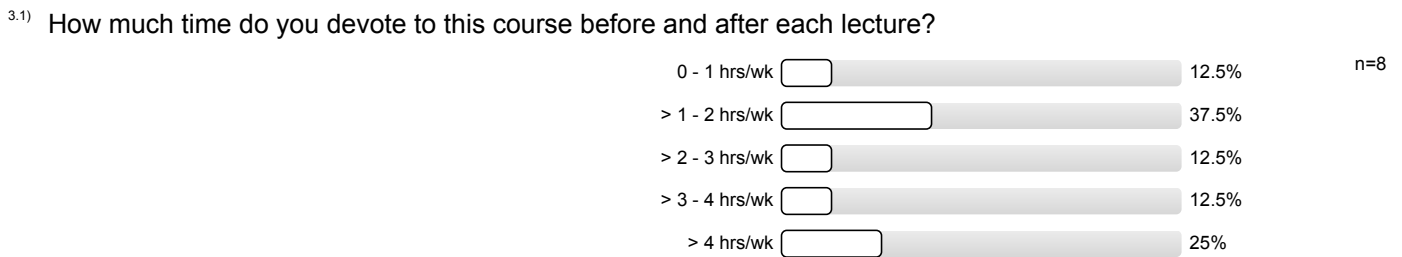 3.1) How much time do you devote to this course before and after each lecture?
0 - 1 hrs/wk 12.5% n=8
> 1 - 2 hrs/wk 37.5%
> 2 - 3 hrs/wk 12.5%
> 3 - 4 hrs/wk 12.5%
> 4 hrs/wk 25%